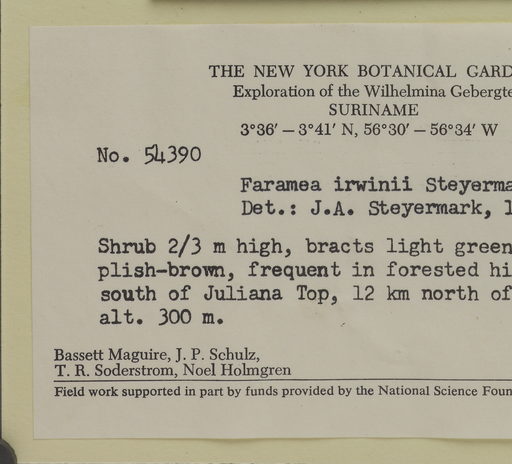 THE NEW YORK BOTANICAL GARD
Exploration of the Wilhelmina Gebergte
SURINAME
3°36′ – 3°41′ N, 56°30′ – 56°34′ W
No. 54390
Faramea irwinii Steyerma
Det.: J.A. Steyermark, 1
Shrub 2/3 m high, bracts light green
plish-brown, frequent in forested hi
south of Juliana Top, 12 km north of
alt. 300 m.
Bassett Maguire, J. P. Schulz,
T. R. Soderstrom, Noel Holmgren
Field work supported in part by funds provided by the National Science Foun